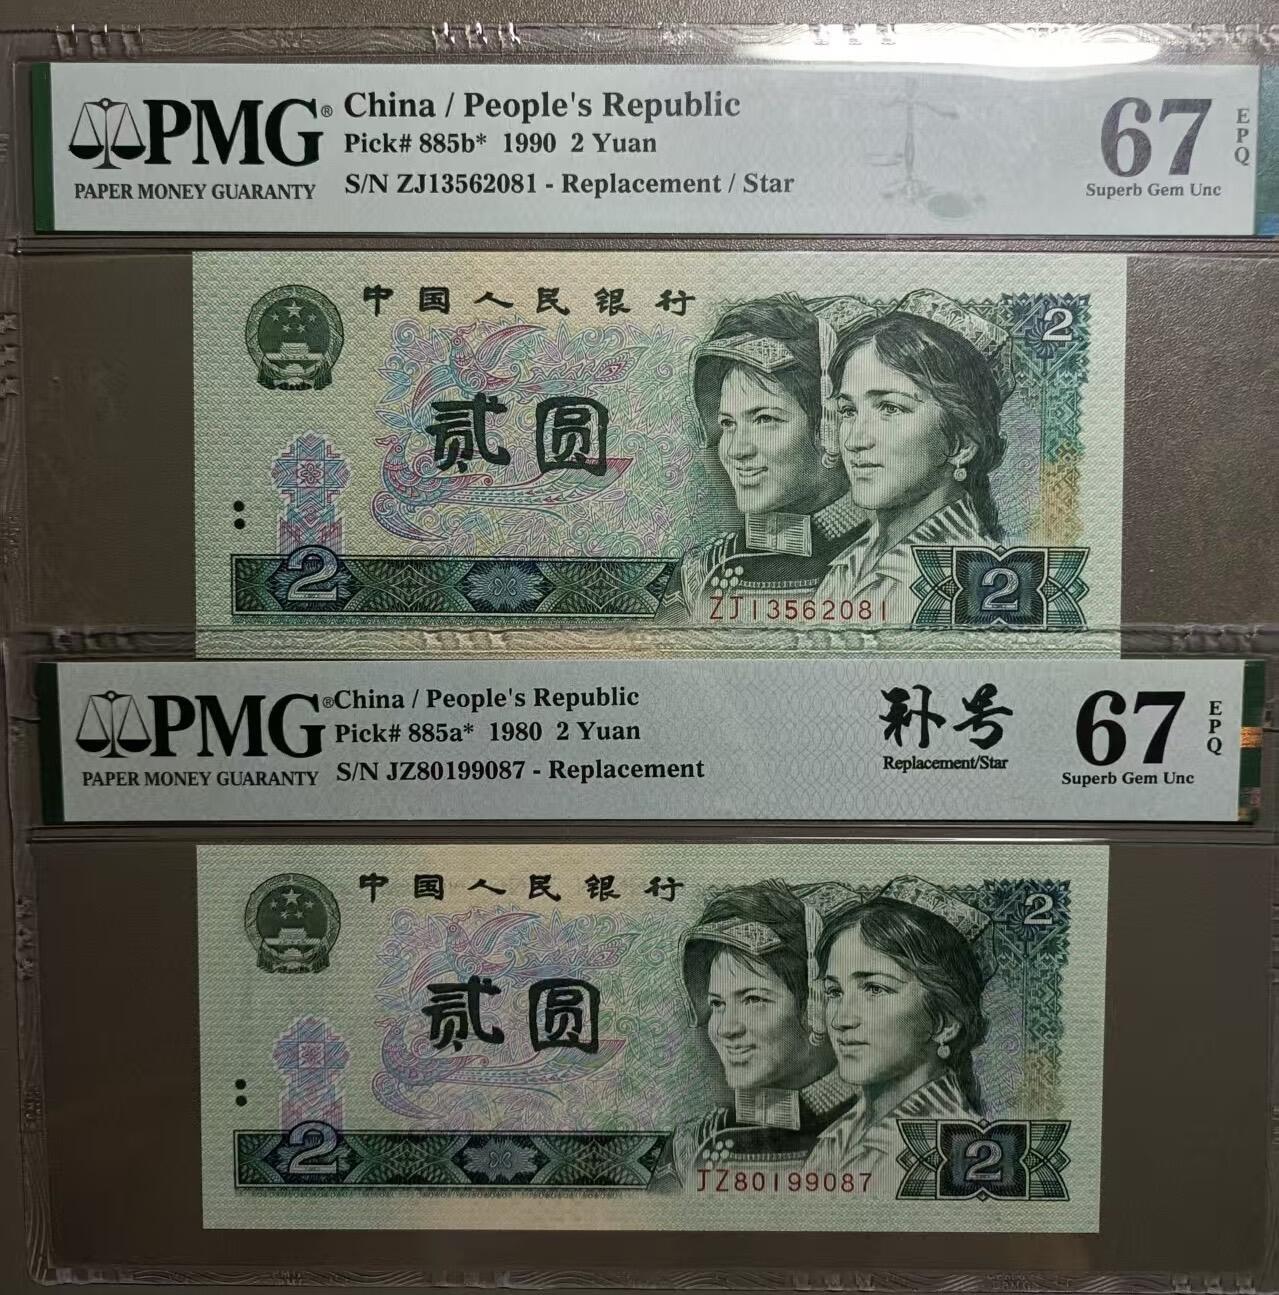 PMG®
PAPER MONEY GUARANTY
China / People's Republic
Pick# 885b* 1990 2 Yuan
S/N ZJ13562081 - Replacement / Star
67
EPQ
Superb Gem Unc
中国人民银行
2
贰圆
2
2
ZJ13562081
PMG®
PAPER MONEY GUARANTY
China / People's Republic
Pick# 885a* 1980 2 Yuan
S/N JZ80199087 - Replacement
补号
Replacement/Star
67
EPQ
Superb Gem Unc
中国人民银行
2
贰圆
2
2
JZ80199087